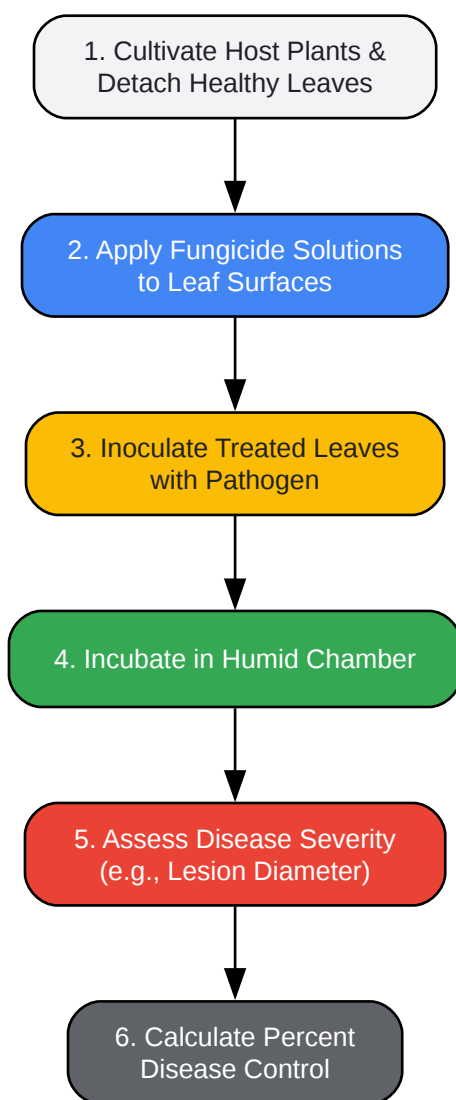 1. Cultivate Host Plants &
Detach Healthy Leaves
2. Apply Fungicide Solutions
to Leaf Surfaces
3. Inoculate Treated Leaves
with Pathogen
4. Incubate in Humid Chamber
5. Assess Disease Severity
(e.g., Lesion Diameter)
6. Calculate Percent
Disease Control